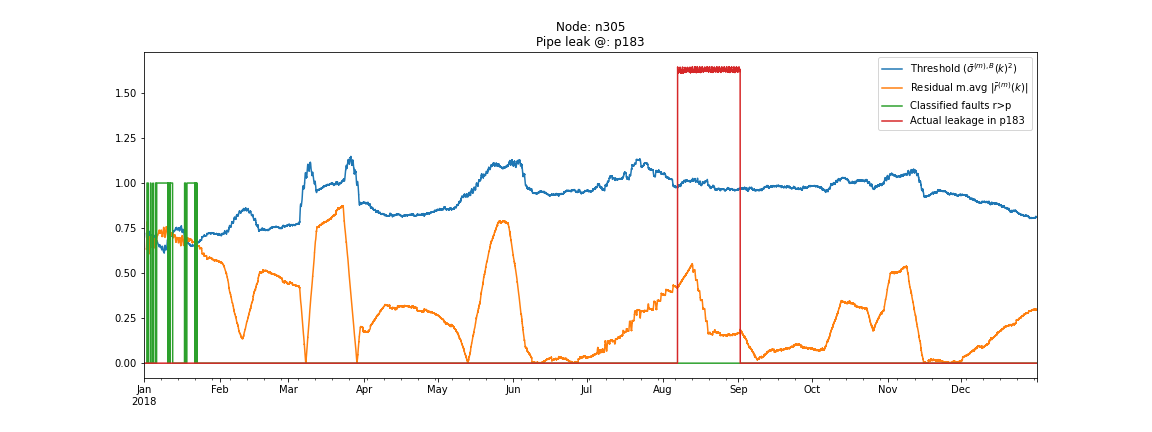 Node: n305
Pipe leak @: p183
1.50
1.25
1.00
0.75
0.50
0.25
0.00
Jan Feb Mar Apr May Jun Jul Aug Sep Oct Nov Dec
2018
Threshold (σ̄⁽ᵐ⁾,ᴮ(k)²)
Residual m.avg |r̄⁽ᵐ⁾(k)|
Classified faults r>p
Actual leakage in p183